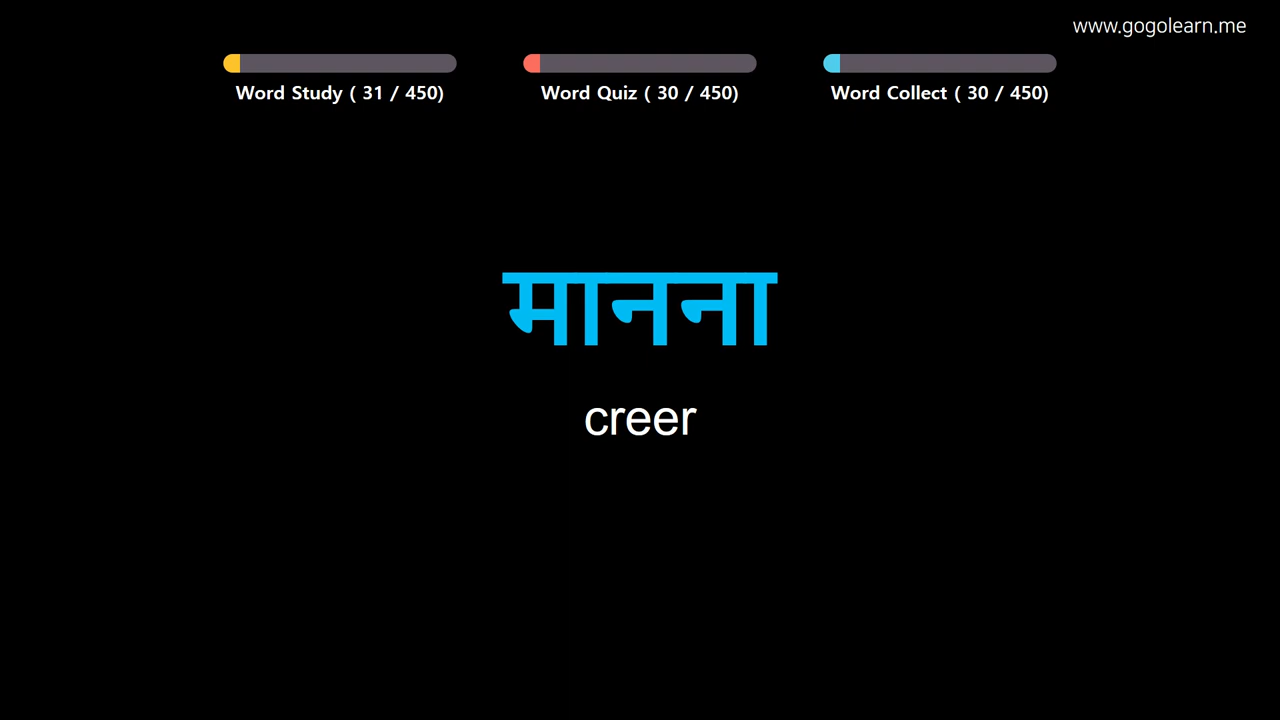 www.gogolearn.me
Word Study ( 31 / 450)
Word Quiz ( 30 / 450)
Word Collect ( 30 / 450)
मानना
creer